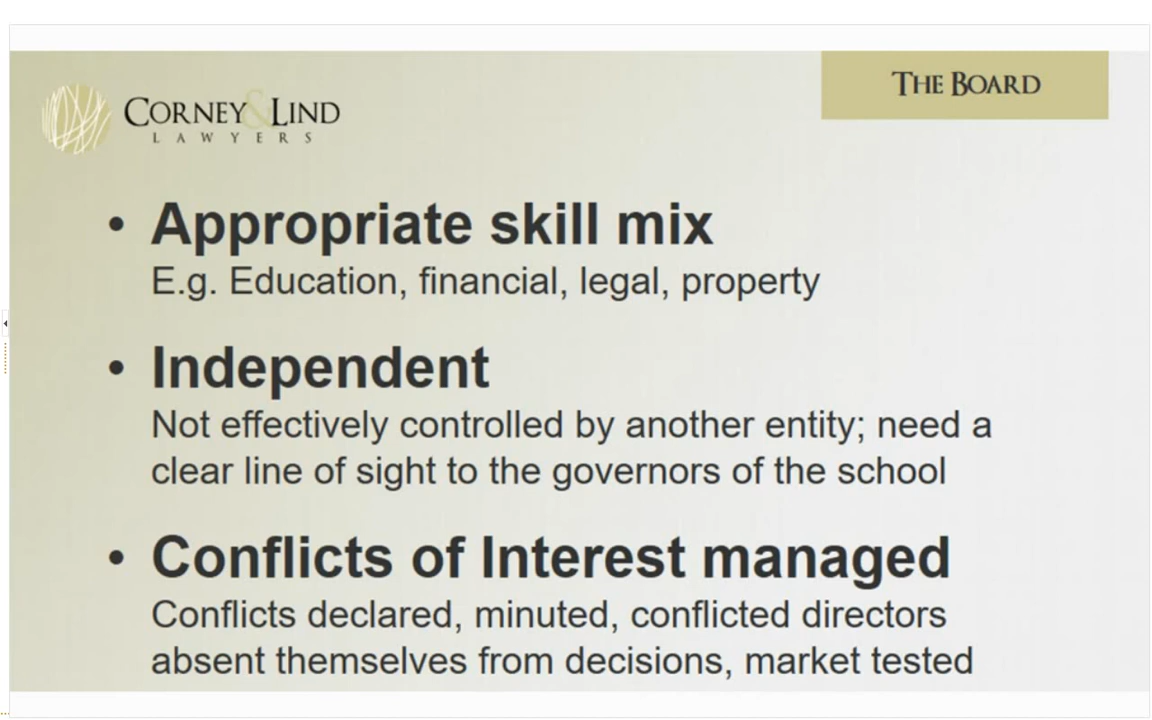 CORNEY & LIND
LAWYERS
THE BOARD
• Appropriate skill mix
E.g. Education, financial, legal, property
• Independent
Not effectively controlled by another entity; need a
clear line of sight to the governors of the school
• Conflicts of Interest managed
Conflicts declared, minuted, conflicted directors
absent themselves from decisions, market tested